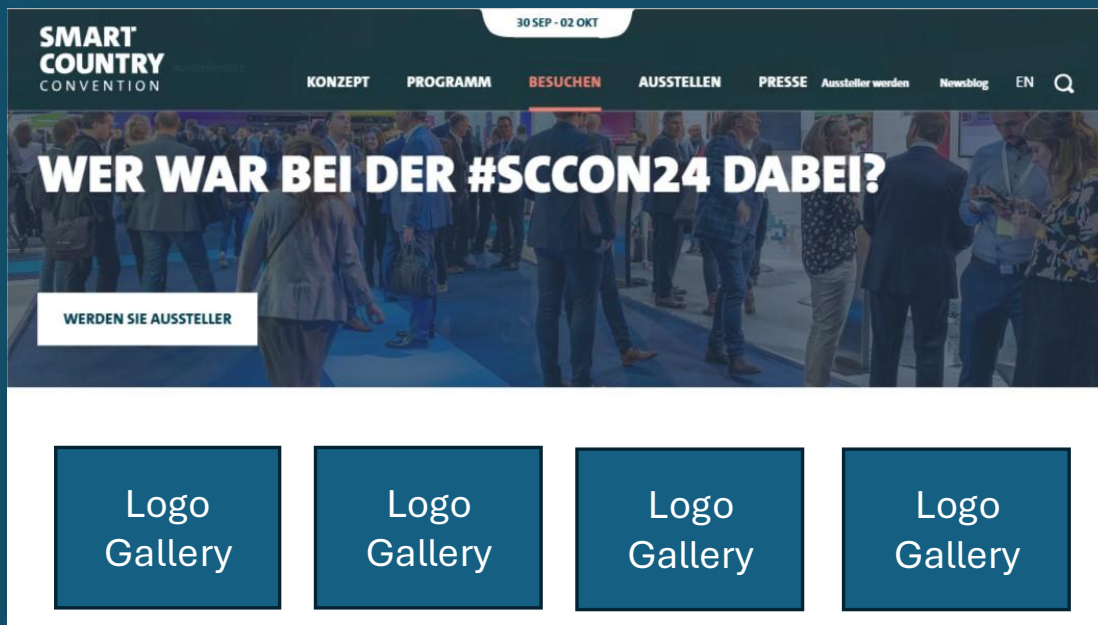 30 SEP - 02 OKT
SMART
COUNTRY
CONVENTION
KONZEPT PROGRAMM BESUCHEN AUSSTELLEN PRESSE Aussteller werden Newsblog EN
WER WAR BEI DER #SCCON24 DABEI?
WERDEN SIE AUSSTELLER
Logo
Gallery
Logo
Gallery
Logo
Gallery
Logo
Gallery